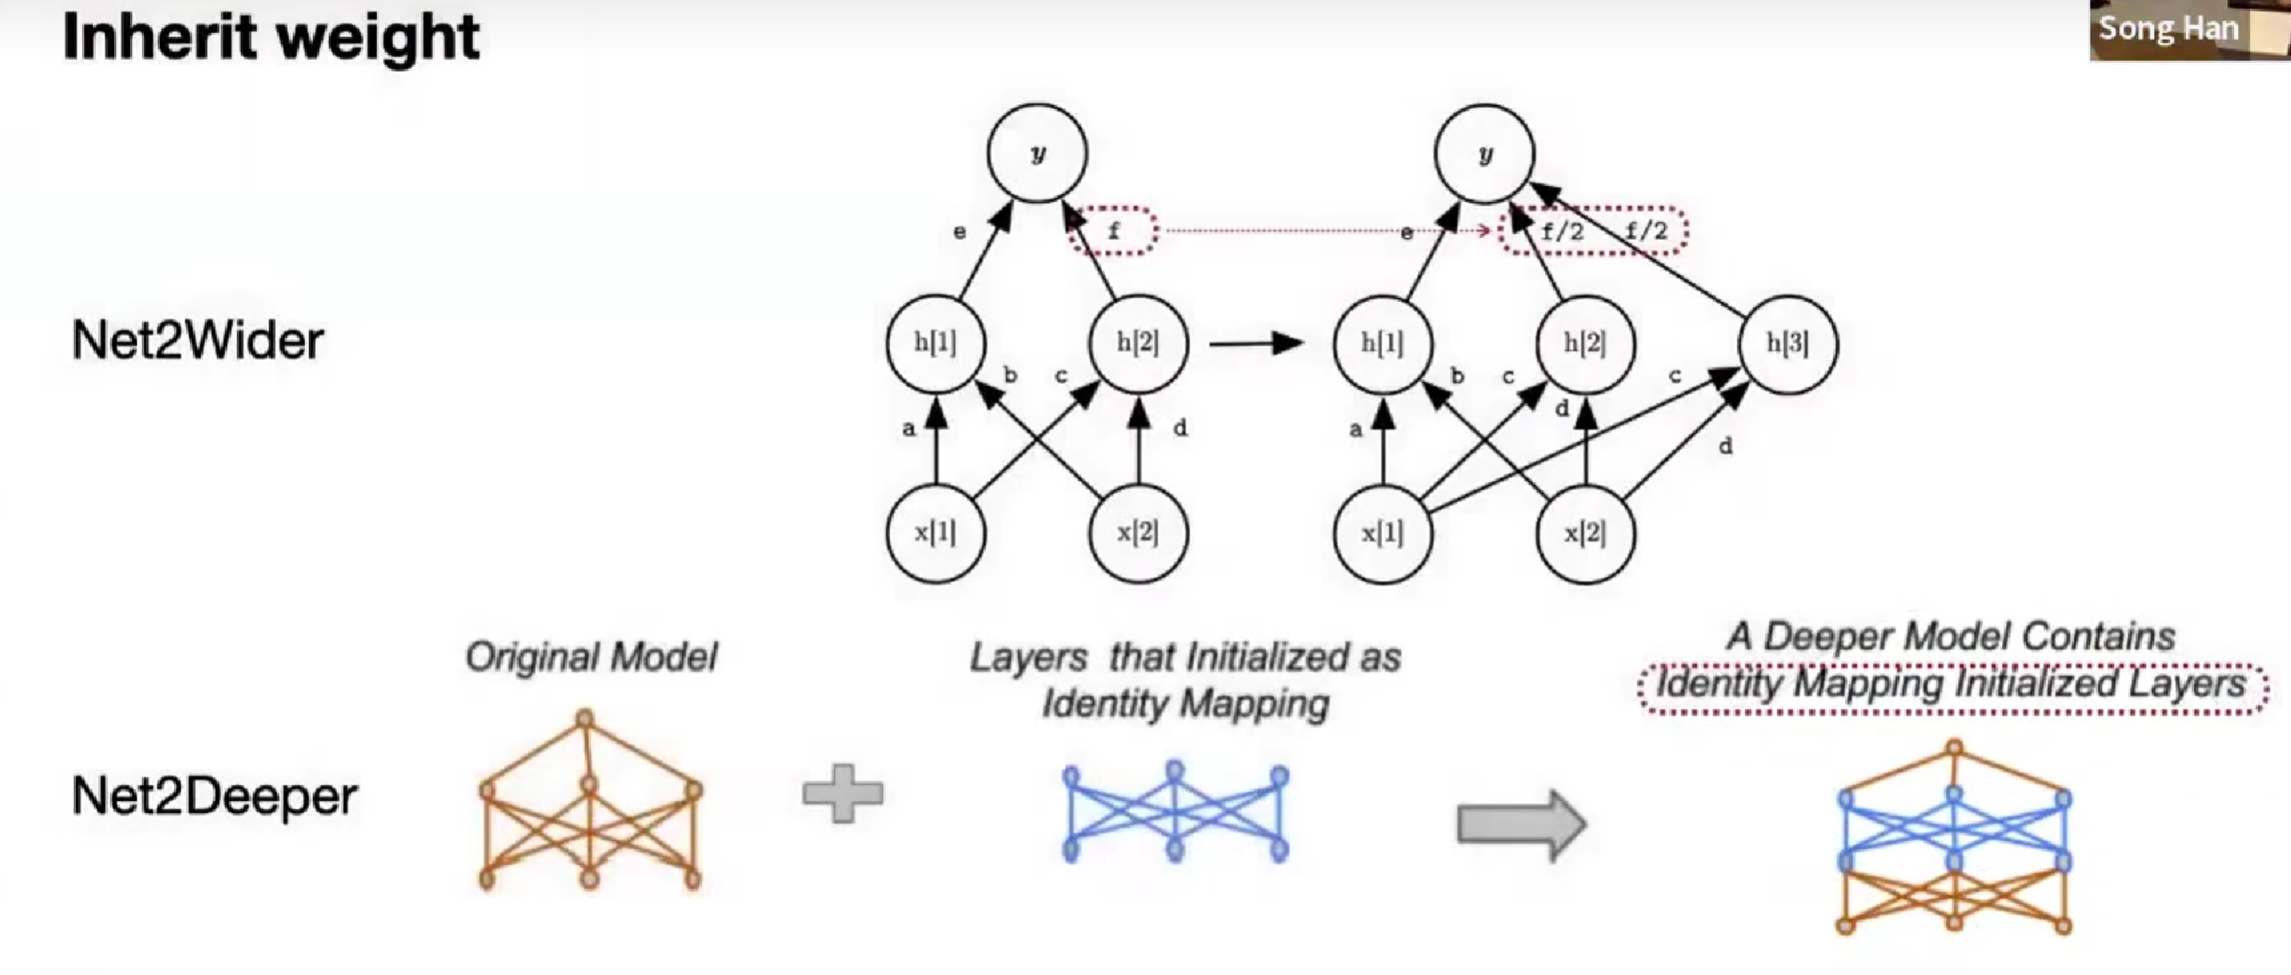 Inherit weight
Song Han
y
y
e
f
e
f/2
f/2
Net2Wider
h[1]
h[2]
h[1]
h[2]
h[3]
b
c
b
c
c
a
d
a
d
d
x[1]
x[2]
x[1]
x[2]
Original Model
Layers that Initialized as
Identity Mapping
A Deeper Model Contains
Identity Mapping Initialized Layers
Net2Deeper